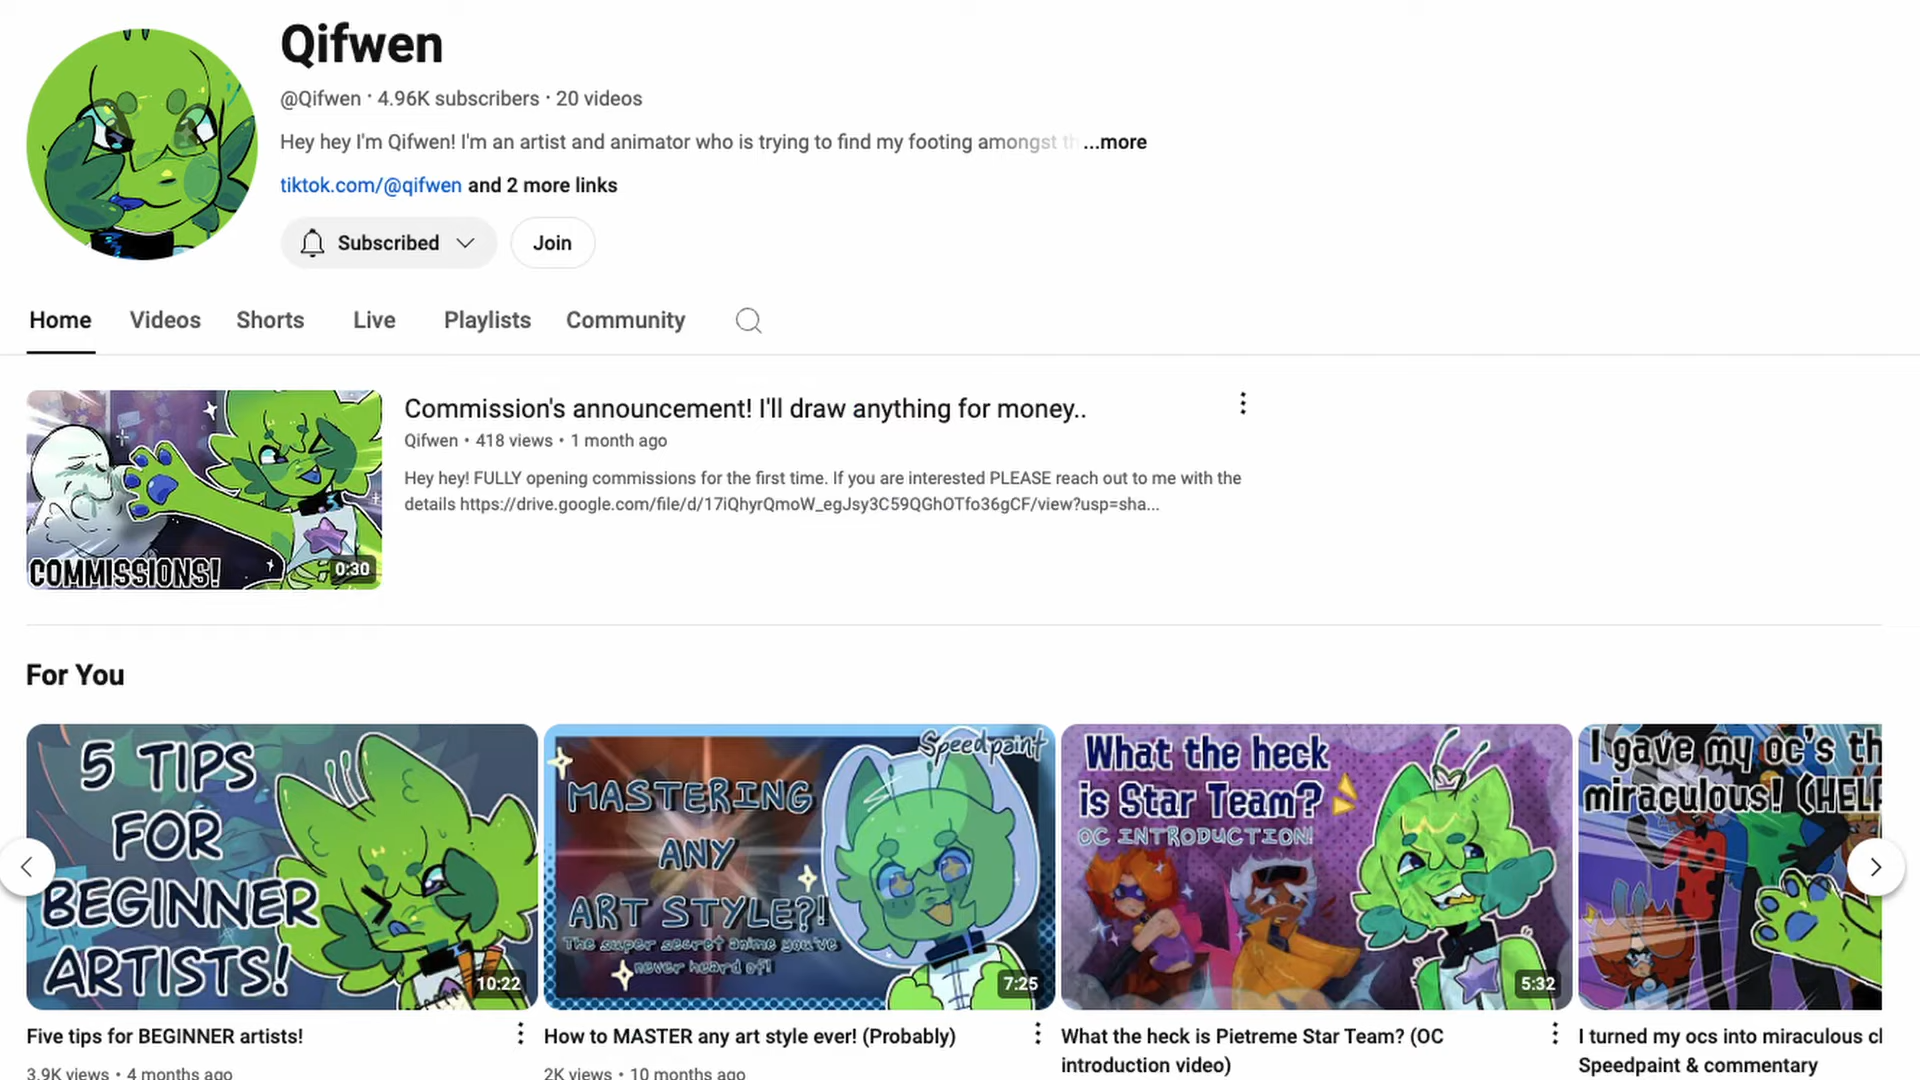 Qifwen
@Qifwen · 4.96K subscribers · 20 videos
Hey hey I'm Qifwen! I'm an artist and animator who is trying to find my footing amongst th ...more
tiktok.com/@qifwen and 2 more links
Subscribed
Join
Home
Videos
Shorts
Live
Playlists
Community
COMMISSIONS!
0:30
Commission's announcement! I'll draw anything for money..
Qifwen • 418 views • 1 month ago
Hey hey! FULLY opening commissions for the first time. If you are interested PLEASE reach out to me with the
details https://drive.google.com/file/d/17iQhyrQmoW_egJsy3C59QGhOTfo36gCF/view?usp=sha...
For You
5 TIPS
FOR
BEGINNER
ARTISTS!
10:22
Five tips for BEGINNER artists!
3.9K views • 4 months ago
Speedpaint
MASTERING
ANY
ART STYLE?!
The super secret anime you've
never heard of!
7:25
How to MASTER any art style ever! (Probably)
2K views • 10 months ago
What the heck
is Star Team?
OC INTRODUCTION!
5:32
What the heck is Pietreme Star Team? (OC
introduction video)
I gave my oc's th
miraculous! (HELP
I turned my ocs into miraculous
Speedpaint & commentary